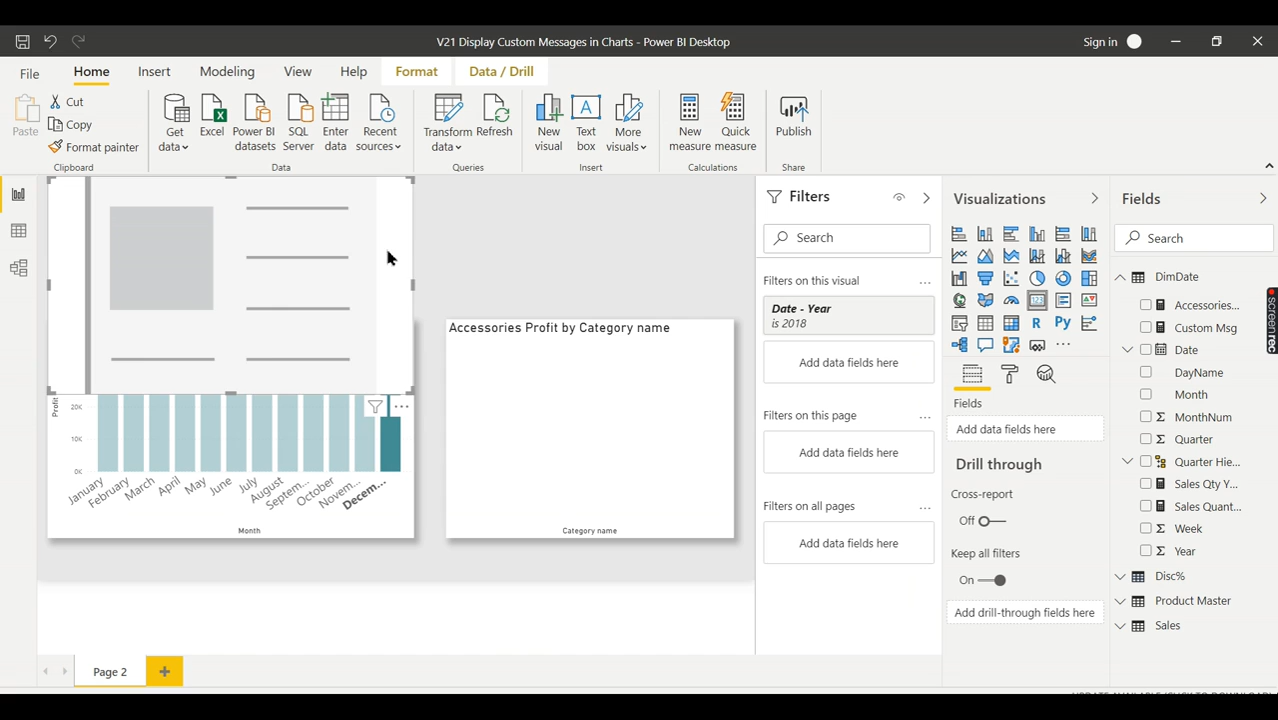 V21 Display Custom Messages in Charts - Power BI Desktop
Sign in
File
Home
Insert
Modeling
View
Help
Format
Data / Drill
Paste
Cut
Copy
Format painter
Clipboard
Get data
Excel
Power BI datasets
SQL Server
Enter data
Recent sources
Data
Transform data
Refresh
Queries
New visual
Text box
More visuals
Insert
New measure
Quick measure
Calculations
Publish
Share
Profit
20K
10K
0K
January
February
March
April
May
June
July
August
Septem...
October
Novem...
Decem...
Month
Accessories Profit by Category name
Category name
Filters
Search
Filters on this visual
...
Date - Year
is 2018
Add data fields here
Filters on this page
...
Add data fields here
Filters on all pages
...
Add data fields here
Visualizations
123
R
Py
...
Fields
Add data fields here
Drill through
Cross-report
Off
Keep all filters
On
Add drill-through fields here
Fields
Search
DimDate
Accessories...
Custom Msg
Date
DayName
Month
Σ MonthNum
Σ Quarter
Quarter Hie...
Sales Qty Y...
Sales Quant...
Σ Week
Σ Year
Disc%
Product Master
Sales
screenrec
Page 2